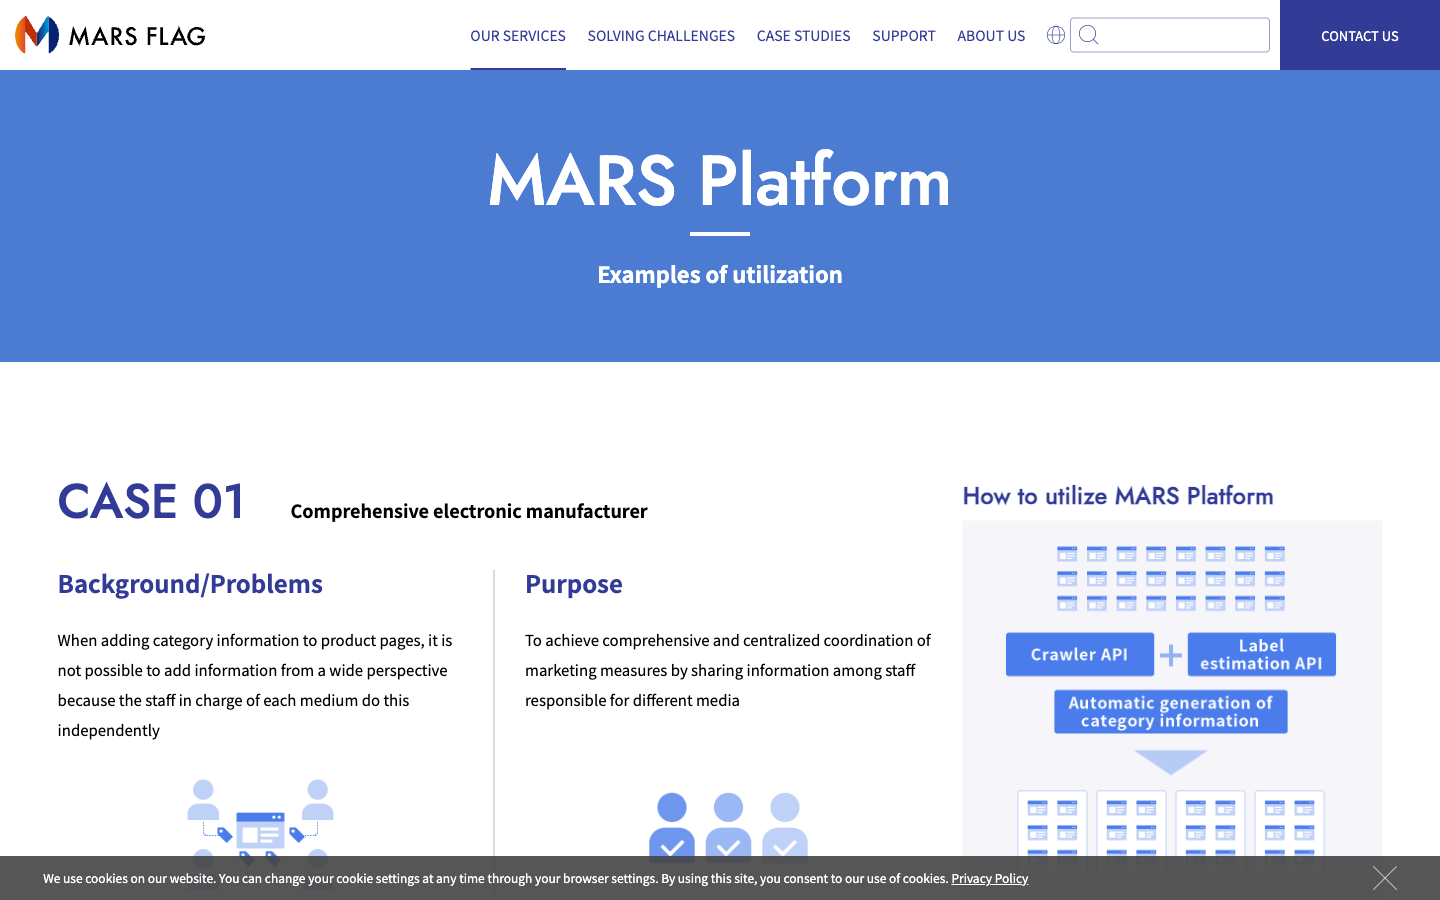 MARS FLAG
OUR SERVICES
SOLVING CHALLENGES
CASE STUDIES
SUPPORT
ABOUT US
CONTACT US
MARS Platform
Examples of utilization
CASE 01
Comprehensive electronic manufacturer
Background/Problems
When adding category information to product pages, it is
not possible to add information from a wide perspective
because the staff in charge of each medium do this
independently
Purpose
To achieve comprehensive and centralized coordination of
marketing measures by sharing information among staff
responsible for different media
How to utilize MARS Platform
Crawler API
Label
estimation API
Automatic generation of
category information
We use cookies on our website. You can change your cookie settings at any time through your browser settings. By using this site, you consent to our use of cookies. Privacy Policy